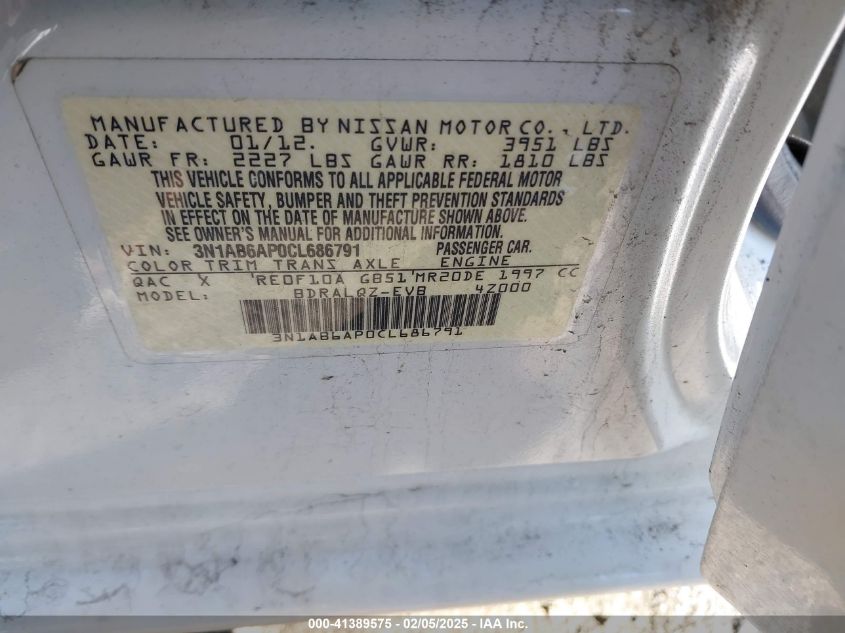 MANUFACTURED BY NISSAN MOTOR CO., LTD.
DATE: 01/12. GVWR: 3951 LBS
GAWR FR: 2227 LBS GAWR RR: 1810 LBS
THIS VEHICLE CONFORMS TO ALL APPLICABLE FEDERAL MOTOR
VEHICLE SAFETY, BUMPER AND THEFT PREVENTION STANDARDS
IN EFFECT ON THE DATE OF MANUFACTURE SHOWN ABOVE.
SEE OWNER'S MANUAL FOR ADDITIONAL INFORMATION.
VIN: 3N1AB6AP0CL686791 PASSENGER CAR.
COLOR TRIM TRANS AXLE ENGINE
QAC X 'RE0F10A GB51'MR20DE 1997 CC
MODEL: BDRALQZ-EVB 4Z000
3N1AB6AP0CL686791
000-41389575 - 02/05/2025 - IAA Inc.